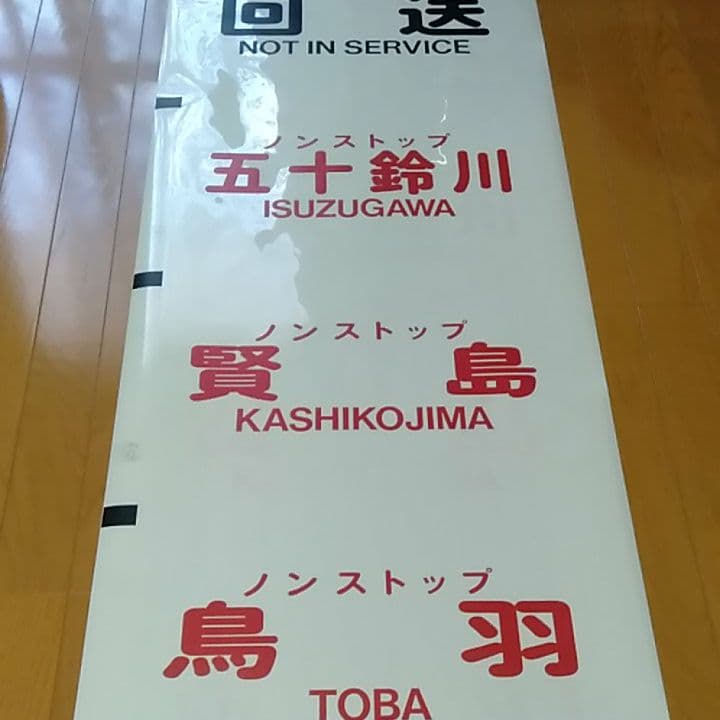 回送
NOT IN SERVICE
ノンストップ
五十鈴川
ISUZUGAWA
ノンストップ
賢島
KASHIKOJIMA
ノンストップ
鳥羽
TOBA